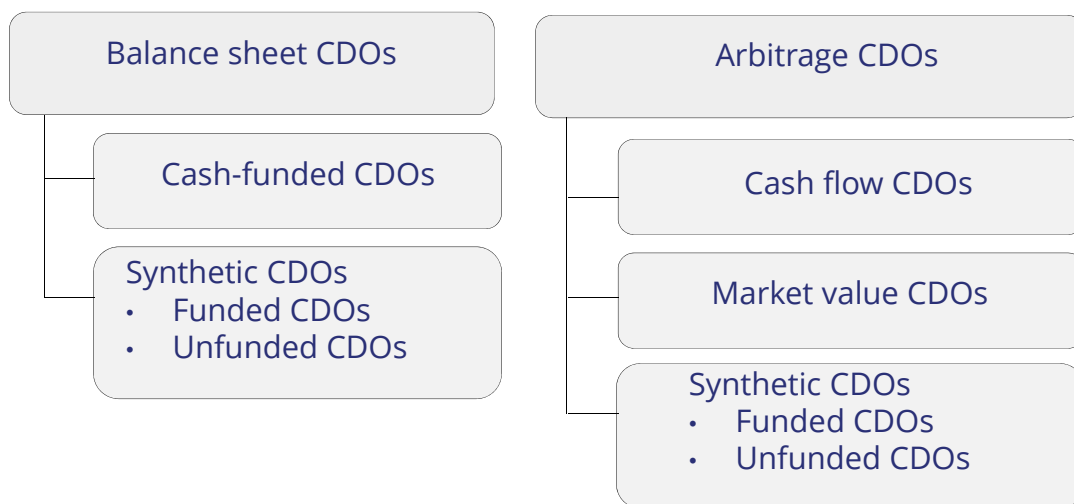 Balance sheet CDOs
Cash-funded CDOs
Synthetic CDOs
• Funded CDOs
• Unfunded CDOs
Arbitrage CDOs
Cash flow CDOs
Market value CDOs
Synthetic CDOs
• Funded CDOs
• Unfunded CDOs